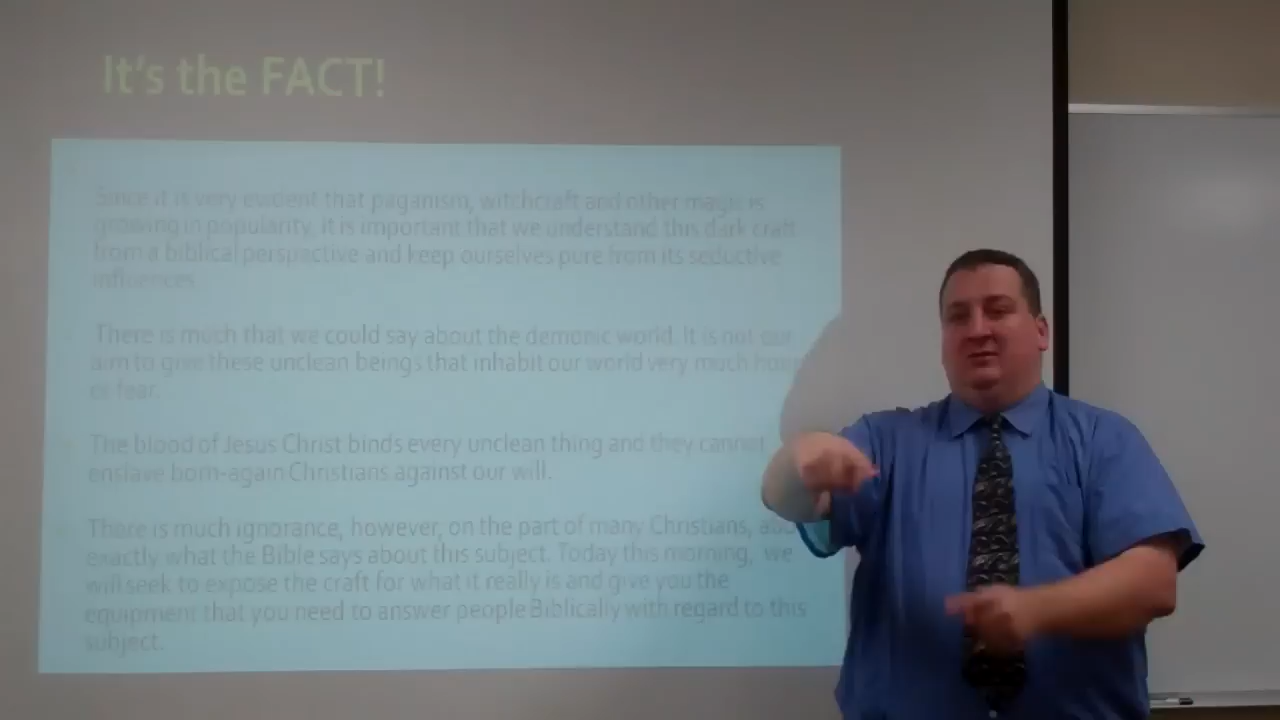 It's the FACT!
Since it is very evident that paganism, witchcraft and other magic is
growing in popularity, it is important that we understand this dark craft
from a biblical perspective and keep ourselves pure from its seductive
influences.
There is much that we could say about the demonic world. It is not our
aim to give these unclean beings that inhabit our world very much
or fear.
The blood of Jesus Christ binds every unclean thing and they cannot
enslave born-again Christians against our will.
There is much ignorance, however, on the part of many Christians,
exactly what the Bible says about this subject. Today this morning, we
will seek to expose the craft for what it really is and give you the
equipment that you need to answer people Biblically with regard to this
subject.